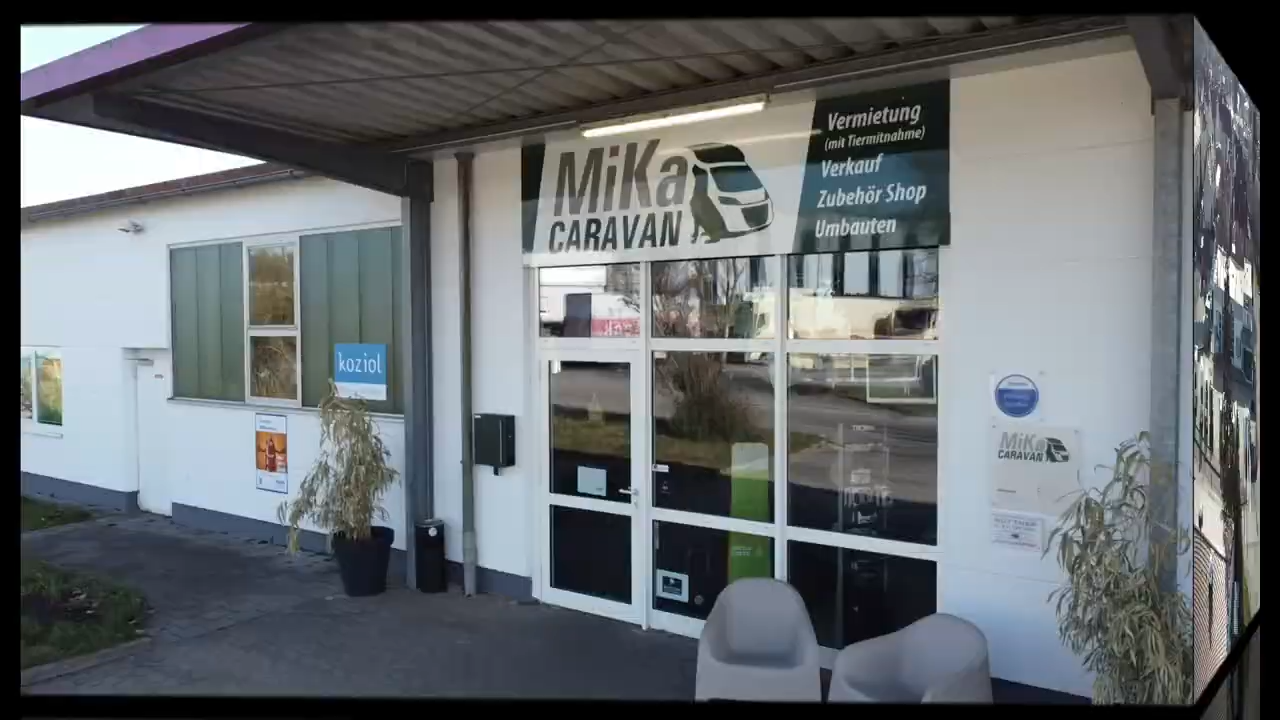 MiKa
CARAVAN
Vermietung
(mit Tiermitnahme)
Verkauf
Zubehör Shop
Umbauten
koziol
MiKa
CARAVAN